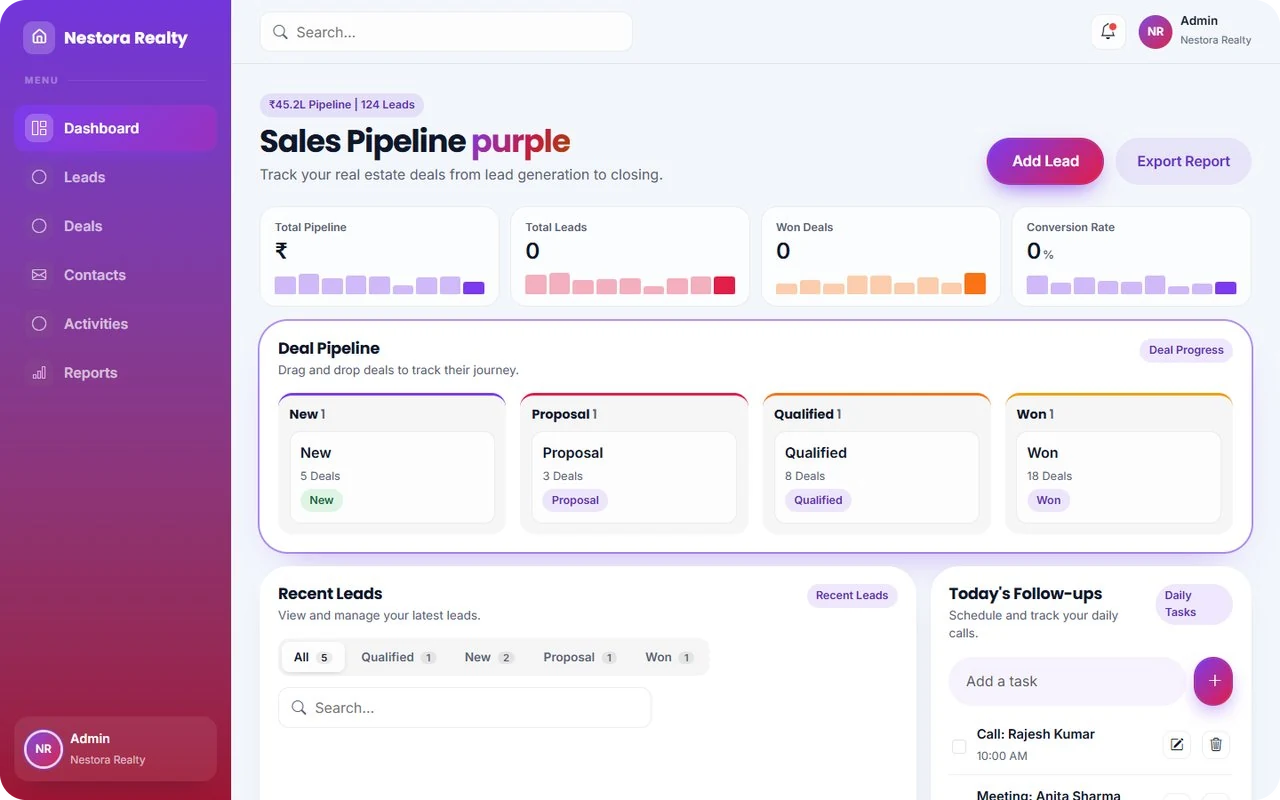 Nestora Realty
MENU
Dashboard
Leads
Deals
Contacts
Activities
Reports
NR
Admin
Nestora Realty
Search...
NR
Admin
Nestora Realty
₹45.2L Pipeline | 124 Leads
Sales Pipeline purple
Track your real estate deals from lead generation to closing.
Add Lead
Export Report
Total Pipeline
₹
Total Leads
0
Won Deals
0
Conversion Rate
0 %
Deal Pipeline
Drag and drop deals to track their journey.
Deal Progress
New 1
New
5 Deals
New
Proposal 1
Proposal
3 Deals
Proposal
Qualified 1
Qualified
8 Deals
Qualified
Won 1
Won
18 Deals
Won
Recent Leads
View and manage your latest leads.
Recent Leads
All 5 Qualified 1 New 2 Proposal 1 Won 1
Search...
Today's Follow-ups
Schedule and track your daily
calls.
Daily
Tasks
Add a task
+
Call: Rajesh Kumar
10:00 AM
Meeting: Anita Sharma